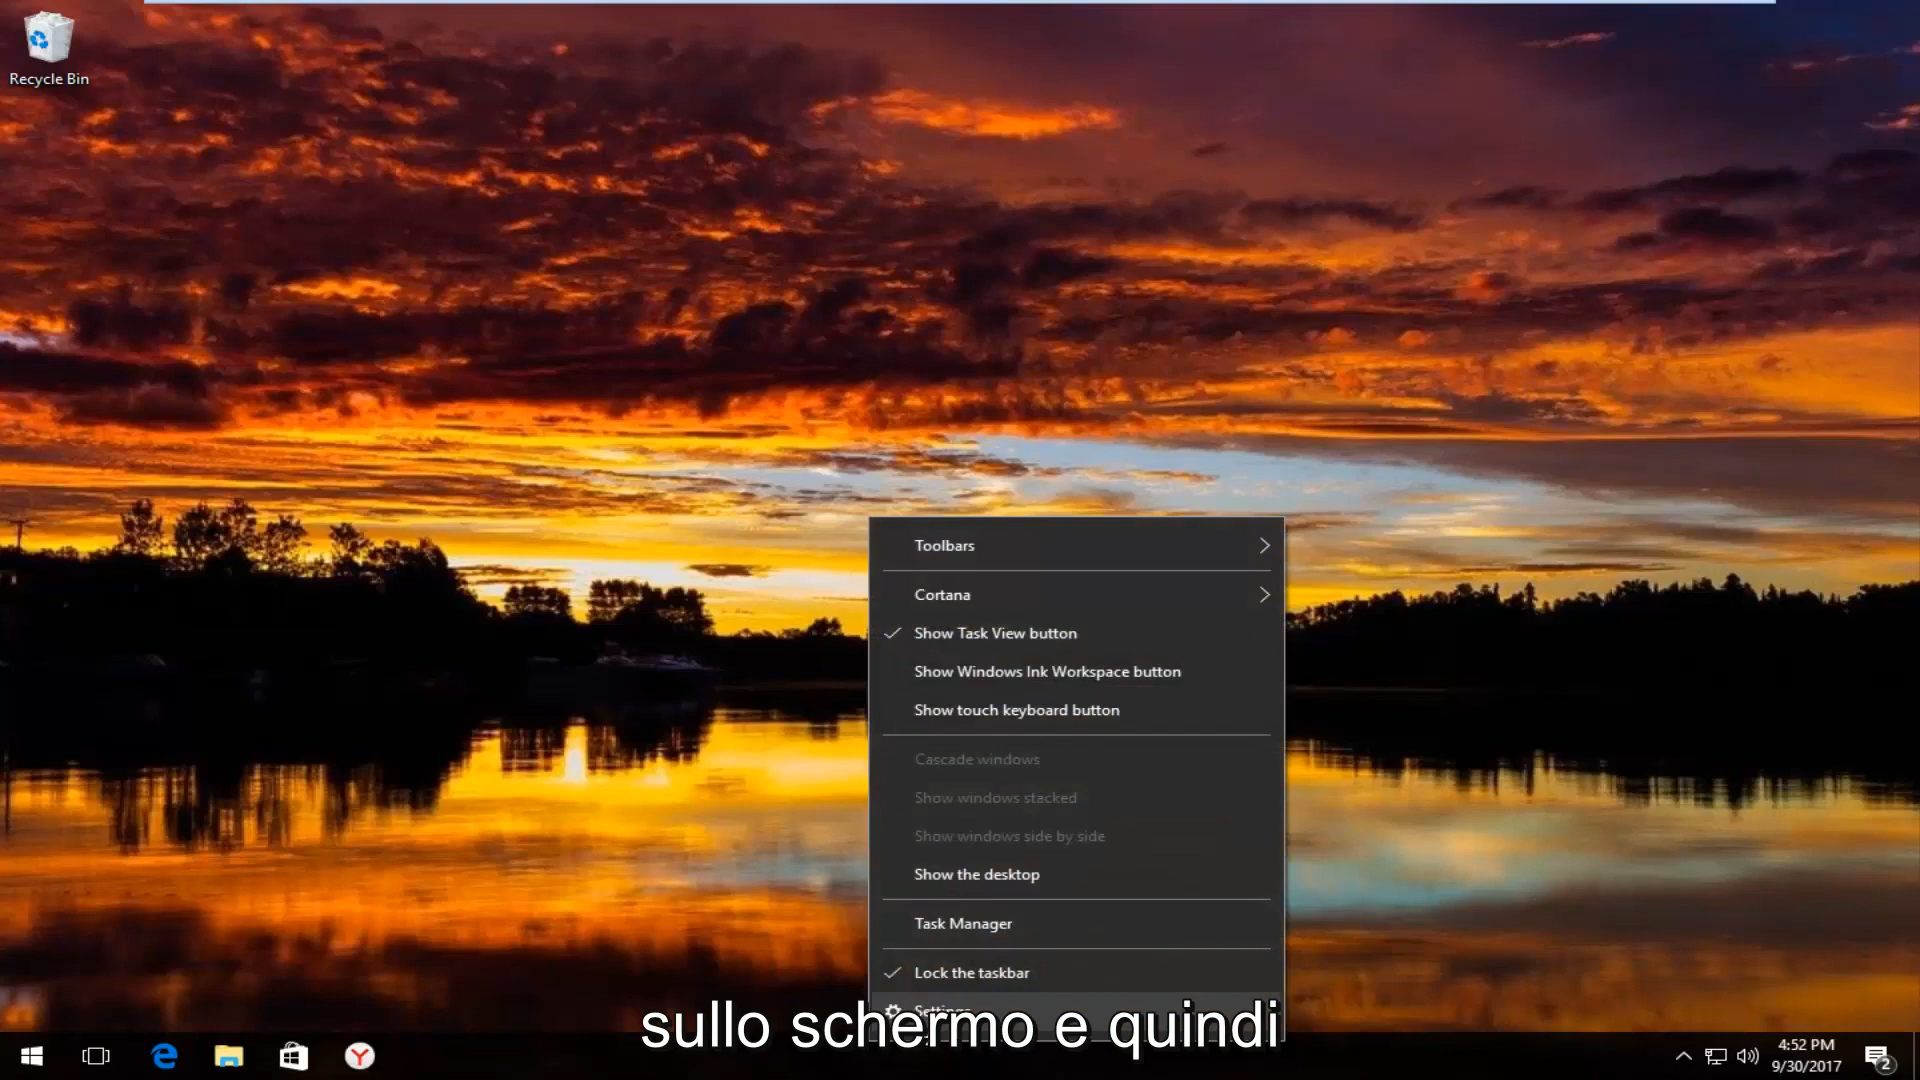 Recycle Bin
Toolbars
Cortana
Show Task View button
Show Windows Ink Workspace button
Show touch keyboard button
Cascade windows
Show windows stacked
Show windows side by side
Show the desktop
Task Manager
Lock the taskbar
Settings
sullo schermo e quindi
4:52 PM
9/30/2017
2